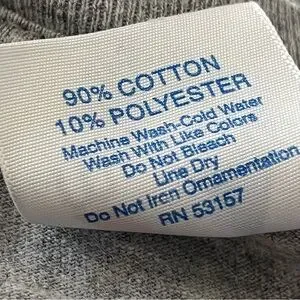 90% COTTON
10% POLYESTER
Machine Wash-Cold Water
Wash With Like Colors
Do Not Bleach
Line Dry
Do Not Iron Ornamentation
RN 53157